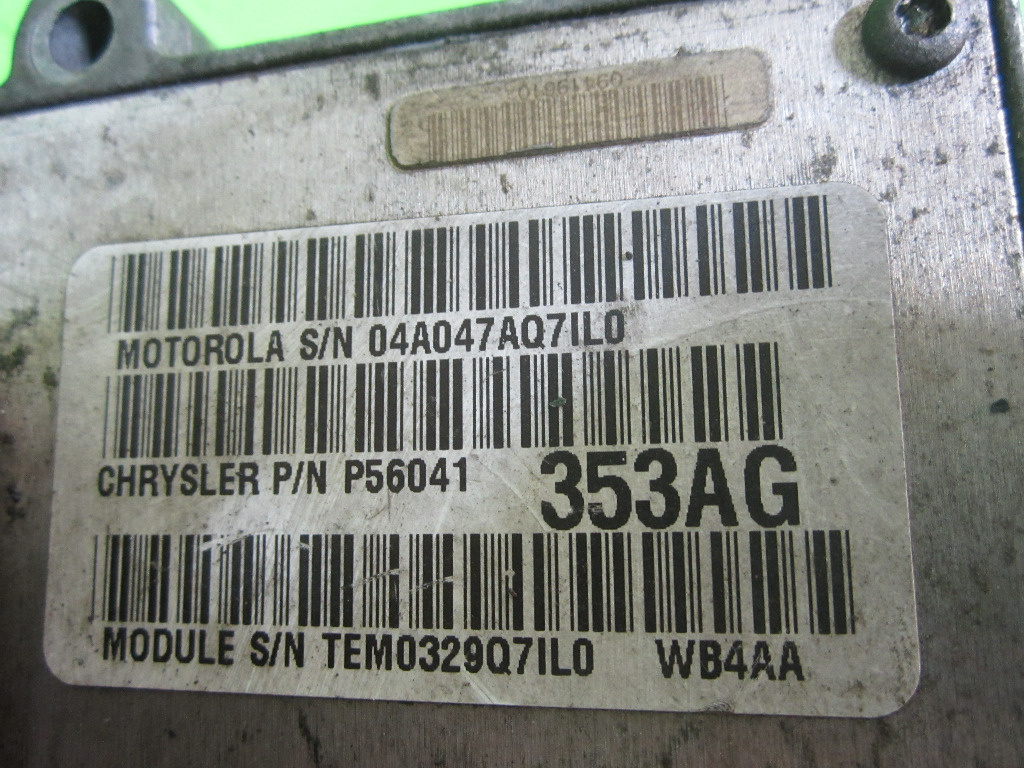 MOTOROLA S/N 04A047AQ7IL0
CHRYSLER P/N P56041 353AG
MODULE S/N TEM0329Q7IL0 WB4AA